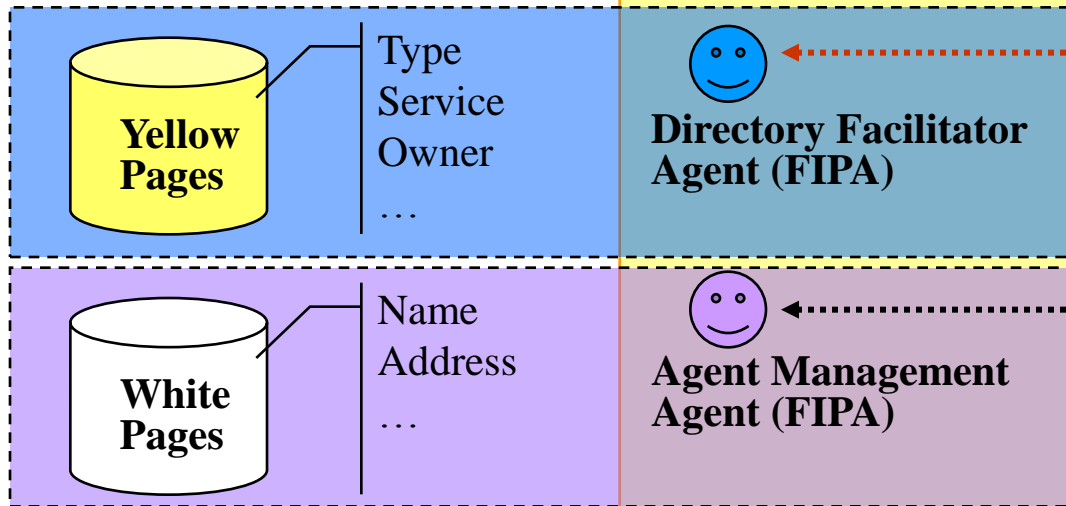 Yellow
Pages
Type
Service
Owner
…
Directory Facilitator
Agent (FIPA)
White
Pages
Name
Address
…
Agent Management
Agent (FIPA)